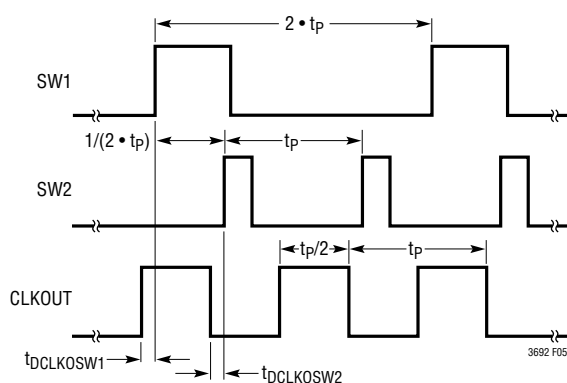 2 • tP
SW1
1/(2 • tP)
tP
SW2
tP/2
tP
CLKOUT
3692 F05
tDCLKOSW1
tDCLKOSW2